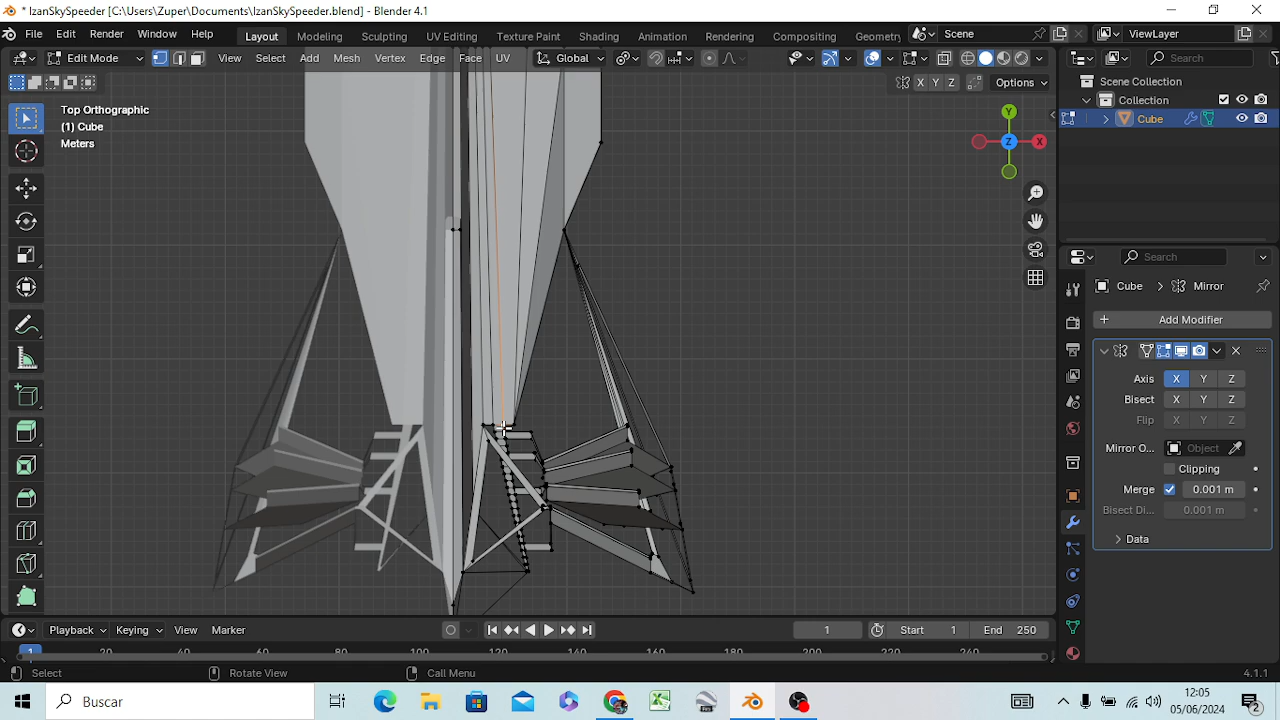 * IzanSkySpeeder [C:\Users\Zuper\Documents\IzanSkySpeeder.blend] - Blender 4.1
File Edit Render Window Help Layout Modeling Sculpting UV Editing Texture Paint Shading Animation Rendering Compositing Geometr Scene ViewLayer
Edit Mode View Select Add Mesh Vertex Edge Face UV Global Search
X Y Z Options
Top Orthographic
(1) Cube
Meters
Scene Collection
Collection
Cube
Y
X
Z
Search
Cube > Mirror
Add Modifier
Axis X Y Z
Bisect X Y Z
Flip X Y Z
Mirror O... Object
Clipping
Merge 0.001 m
Bisect Di... 0.001 m
Data
Playback Keying View Marker 1 Start 1 End 250
1 20 40 60 80 100 120 140 160 180 200 220 240
Select Rotate View Call Menu 4.1.1
Buscar
12:05
05/06/2024
2